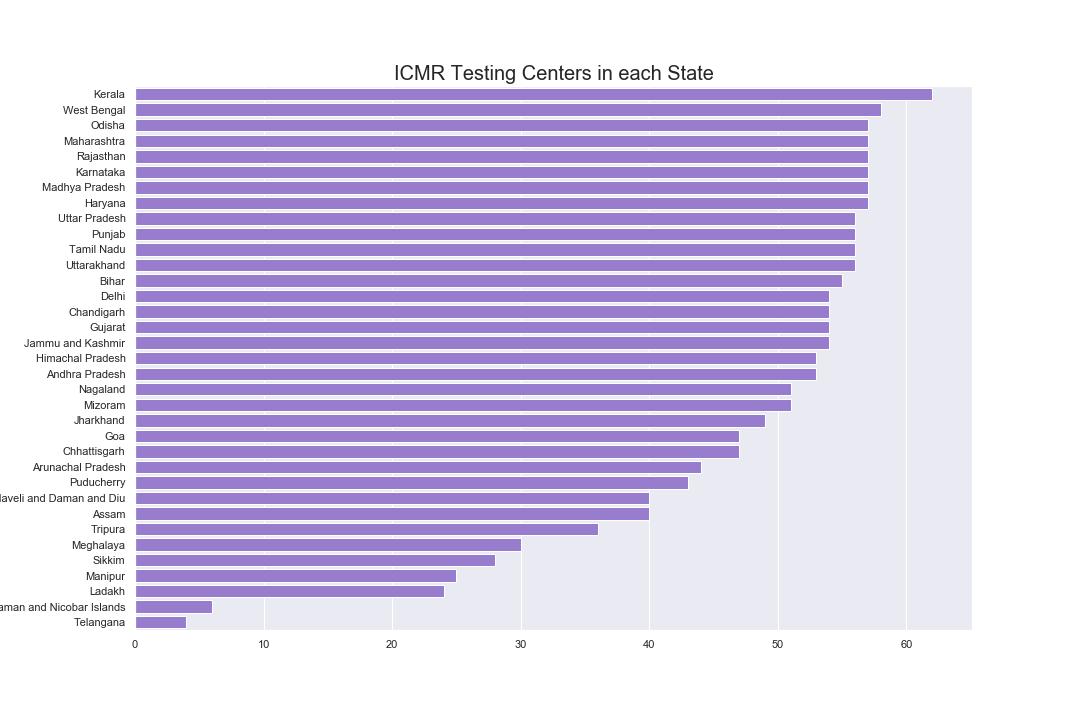 ICMR Testing Centers in each State
Kerala
West Bengal
Odisha
Maharashtra
Rajasthan
Karnataka
Madhya Pradesh
Haryana
Uttar Pradesh
Punjab
Tamil Nadu
Uttarakhand
Bihar
Delhi
Chandigarh
Gujarat
Jammu and Kashmir
Himachal Pradesh
Andhra Pradesh
Nagaland
Mizoram
Jharkhand
Goa
Chhattisgarh
Arunachal Pradesh
Puducherry
and Daman and Diu
Assam
Tripura
Meghalaya
Sikkim
Manipur
Ladakh
and Nicobar Islands
Telangana
0 10 20 30 40 50 60